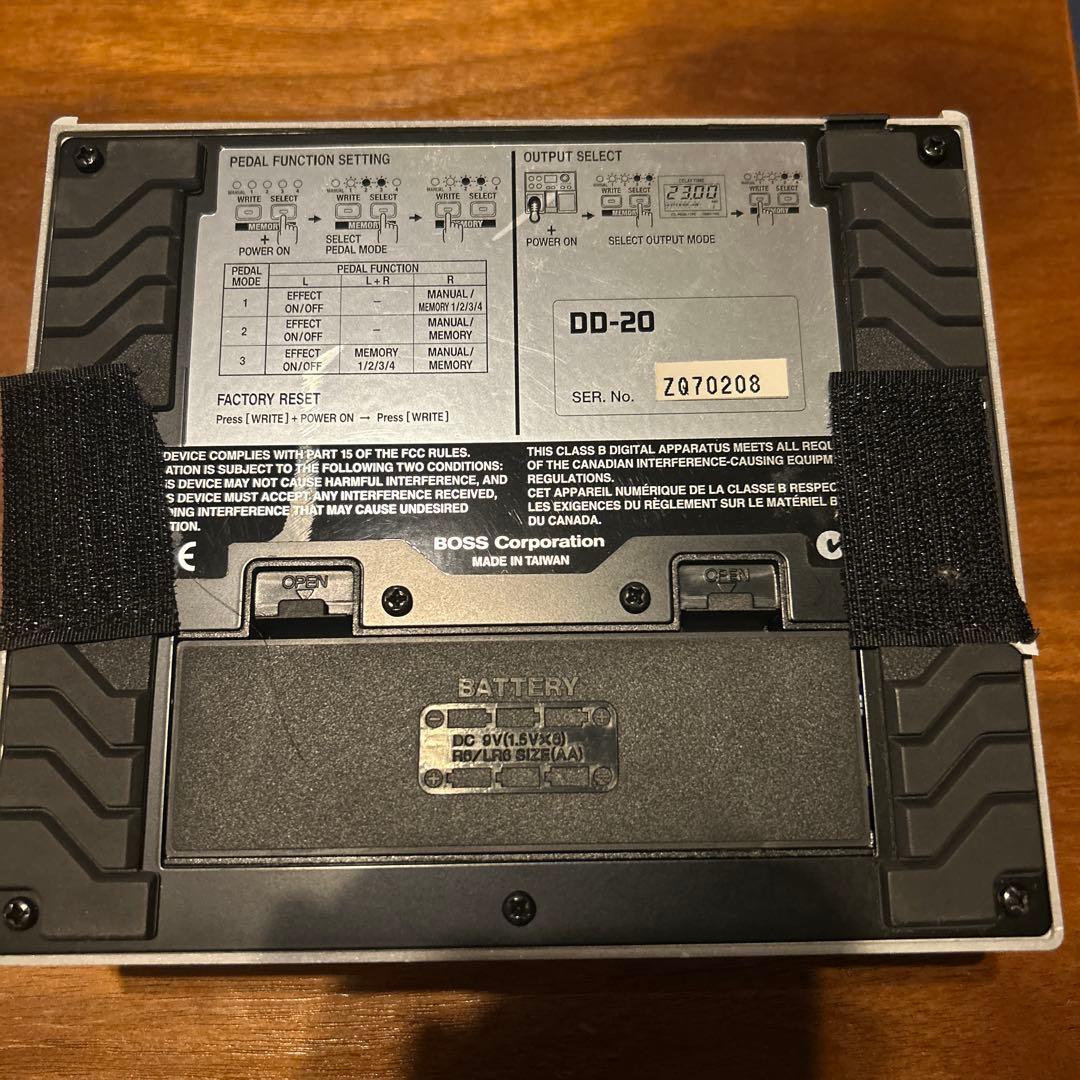 PEDAL FUNCTION SETTING
MANUAL 1 2 3 4
WRITE SELECT
MEMORY
+
POWER ON
WRITE SELECT
SELECT
PEDAL MODE
WRITE SELECT
MEMORY
PEDAL MODE
PEDAL FUNCTION
L L+R R
1 EFFECT ON/OFF – MANUAL/ MEMORY 1/2/3/4
2 EFFECT ON/OFF – MANUAL/ MEMORY
3 EFFECT ON/OFF MEMORY 1/2/3/4 MANUAL/ MEMORY
FACTORY RESET
Press [WRITE] + POWER ON → Press [WRITE]
OUTPUT SELECT
+
POWER ON
WRITE SELECT
DELAY TIME
23.00
SELECT OUTPUT MODE
WRITE SELECT
DD-20
SER. No. ZQ70208
DEVICE COMPLIES WITH PART 15 OF THE FCC RULES.
ATION IS SUBJECT TO THE FOLLOWING TWO CONDITIONS:
S DEVICE MAY NOT CAUSE HARMFUL INTERFERENCE, AND
S DEVICE MUST ACCEPT ANY INTERFERENCE RECEIVED,
DING INTERFERENCE THAT MAY CAUSE UNDESIRED
TION.
THIS CLASS B DIGITAL APPARATUS MEETS ALL REQU
OF THE CANADIAN INTERFERENCE-CAUSING EQUIPM
REGULATIONS.
CET APPAREIL NUMÉRIQUE DE LA CLASSE B RESPEC
LES EXIGENCES DU RÈGLEMENT SUR LE MATÉRIEL B
DU CANADA.
CE
BOSS Corporation
MADE IN TAIWAN
OPEN
OPEN
BATTERY
DC 9V(1.5V×6)
R6/LR6 SIZE(AA)